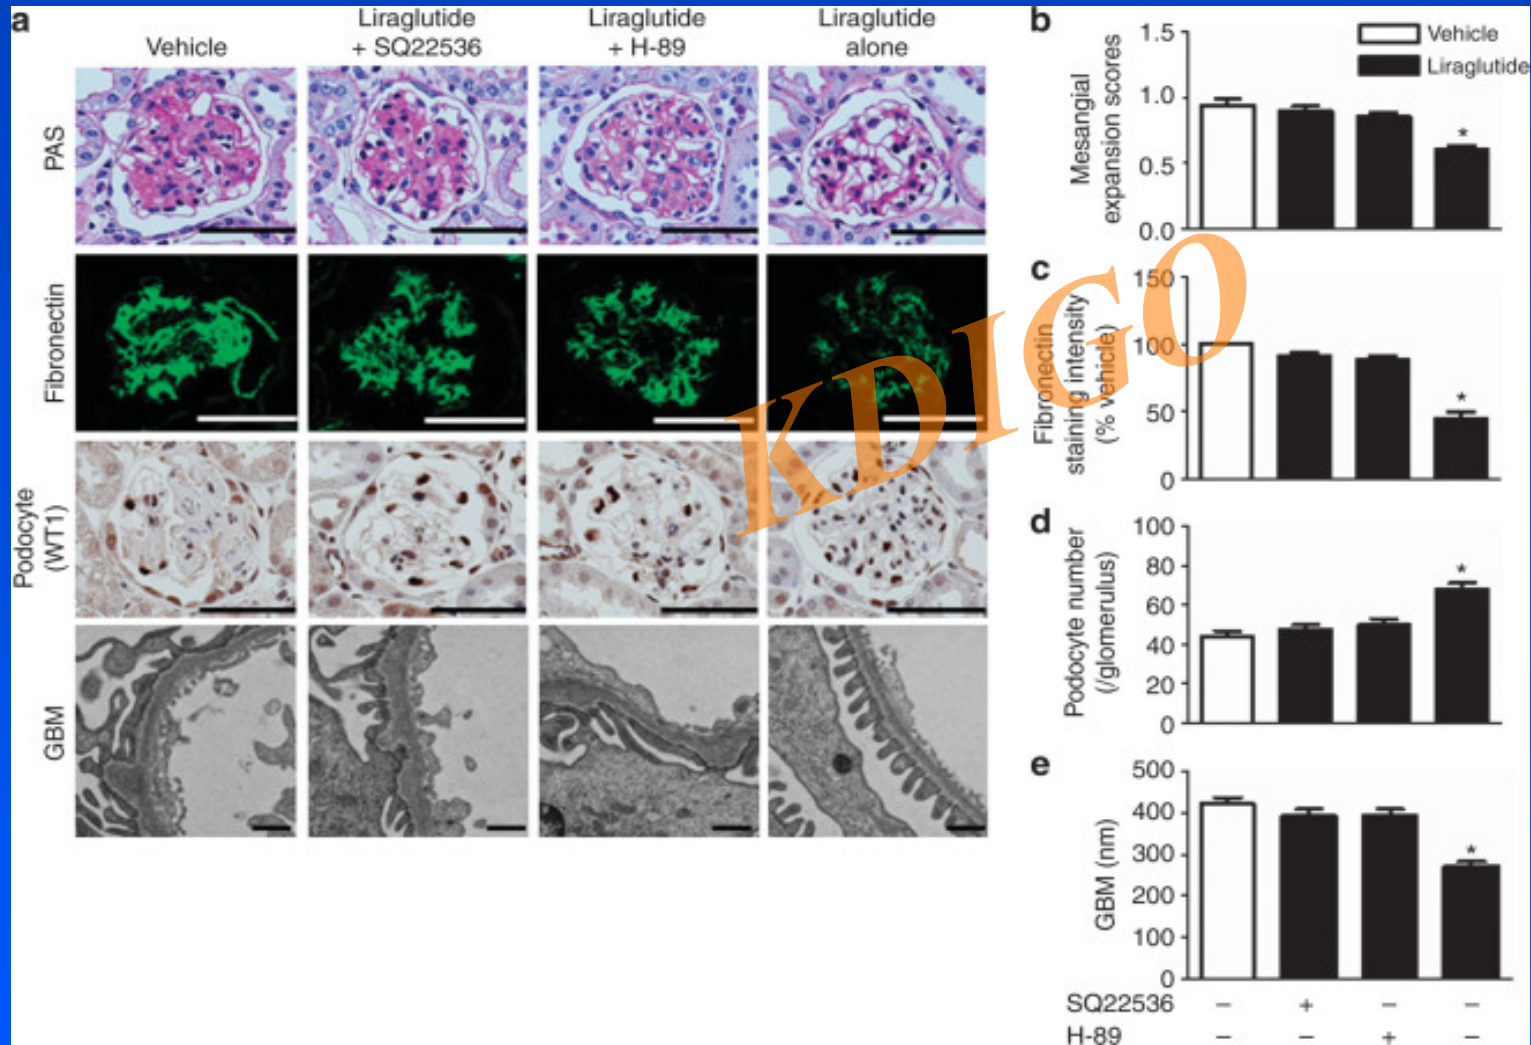 a
Vehicle
Liraglutide
+ SQ22536
Liraglutide
+ H-89
Liraglutide
alone
PAS
Fibronectin
Podocyte
(WT1)
GBM
b
Vehicle
Liraglutide
Mesangial
expansion scores
1.5
1.0
0.5
0.0
*
c
Fibronectin
staining intensity
(% vehicle)
150
100
50
0
*
d
Podocyte number
(/glomerulus)
100
80
60
40
20
0
*
e
GBM (nm)
500
400
300
200
100
0
*
SQ22536 − + − −
H-89 − − + −
KDIGO